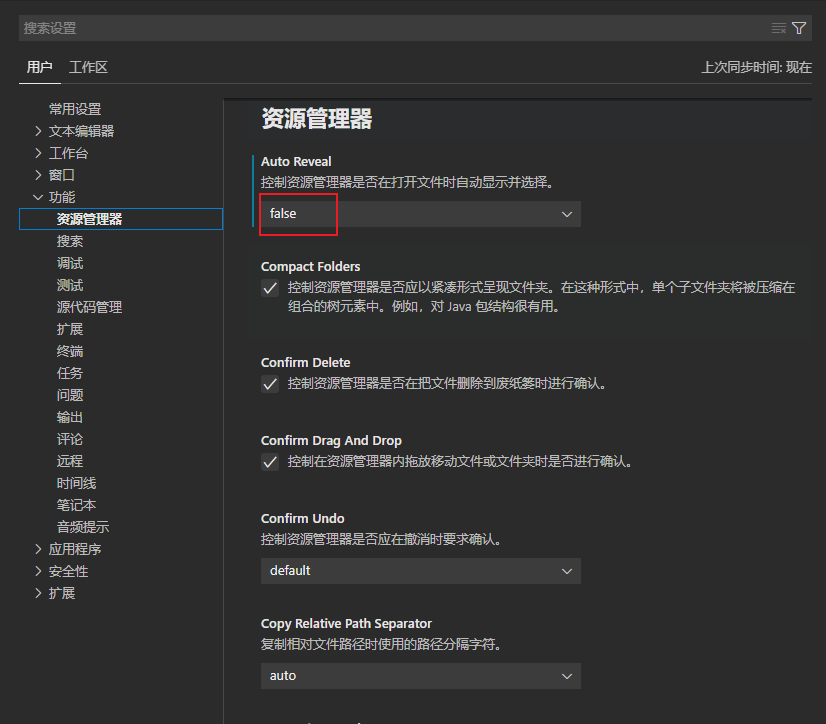 搜索设置
用户 工作区 上次同步时间: 现在
常用设置
文本编辑器
工作台
窗口
功能
资源管理器
搜索
调试
测试
源代码管理
扩展
终端
任务
问题
输出
评论
远程
时间线
笔记本
音频提示
应用程序
安全性
扩展
资源管理器
Auto Reveal
控制资源管理器是否在打开文件时自动显示并选择。
false
Compact Folders
控制资源管理器是否应以紧凑形式呈现文件夹。在这种形式中，单个子文件夹将被压缩在
组合的树元素中。例如，对 Java 包结构很有用。
Confirm Delete
控制资源管理器是否在把文件删除到废纸篓时进行确认。
Confirm Drag And Drop
控制在资源管理器内拖放移动文件或文件夹时是否进行确认。
Confirm Undo
控制资源管理器是否应在撤消时要求确认。
default
Copy Relative Path Separator
复制相对文件路径时使用的路径分隔字符。
auto